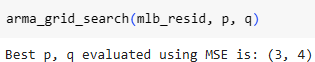 arma_grid_search(mlb_resid, p, q)
Best p, q evaluated using MSE is: (3, 4)